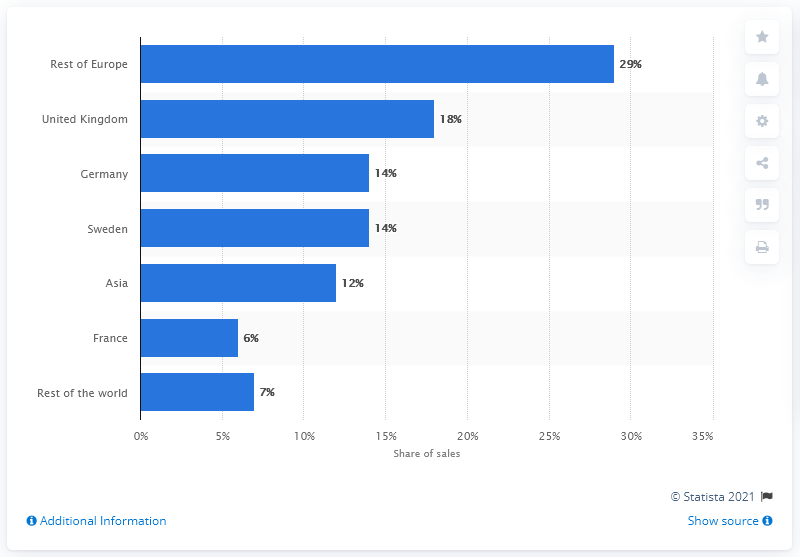 Rest of Europe 29%
United Kingdom 18%
Germany 14%
Sweden 14%
Asia 12%
France 6%
Rest of the world 7%
0% 5% 10% 15% 20% 25% 30% 35%
Share of sales
© Statista 2021
Additional Information Show source